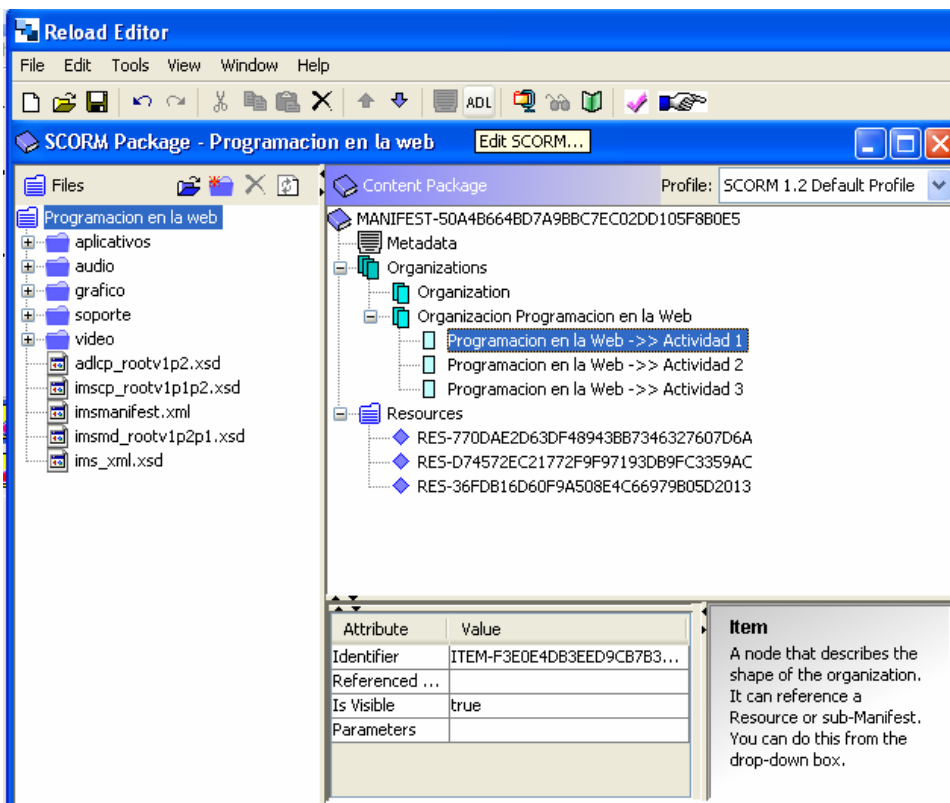 Reload Editor
File Edit Tools View Window Help
ADL
SCORM Package - Programacion en la web
Edit SCORM...
Files
Programacion en la web
aplicativos
audio
grafico
soporte
video
adlcp_rootv1p2.xsd
imscp_rootv1p1p2.xsd
imsmanifest.xml
imsmd_rootv1p2p1.xsd
ims_xml.xsd
Content Package
Profile: SCORM 1.2 Default Profile
MANIFEST-50A4B664BD7A9BBC7EC02DD105F8B0E5
Metadata
Organizations
Organization
Organizacion Programacion en la Web
Programacion en la Web ->> Actividad 1
Programacion en la Web ->> Actividad 2
Programacion en la Web ->> Actividad 3
Resources
RES-770DAE2D63DF48943BB7346327607D6A
RES-D74572EC21772F9F97193DB9FC3359AC
RES-36FDB16D60F9A508E4C66979B05D2013
Attribute Value
Identifier ITEM-F3E0E4DB3EED9CB7B3...
Referenced ...
Is Visible true
Parameters
Item
A node that describes the
shape of the organization.
It can reference a
Resource or sub-Manifest.
You can do this from the
drop-down box.